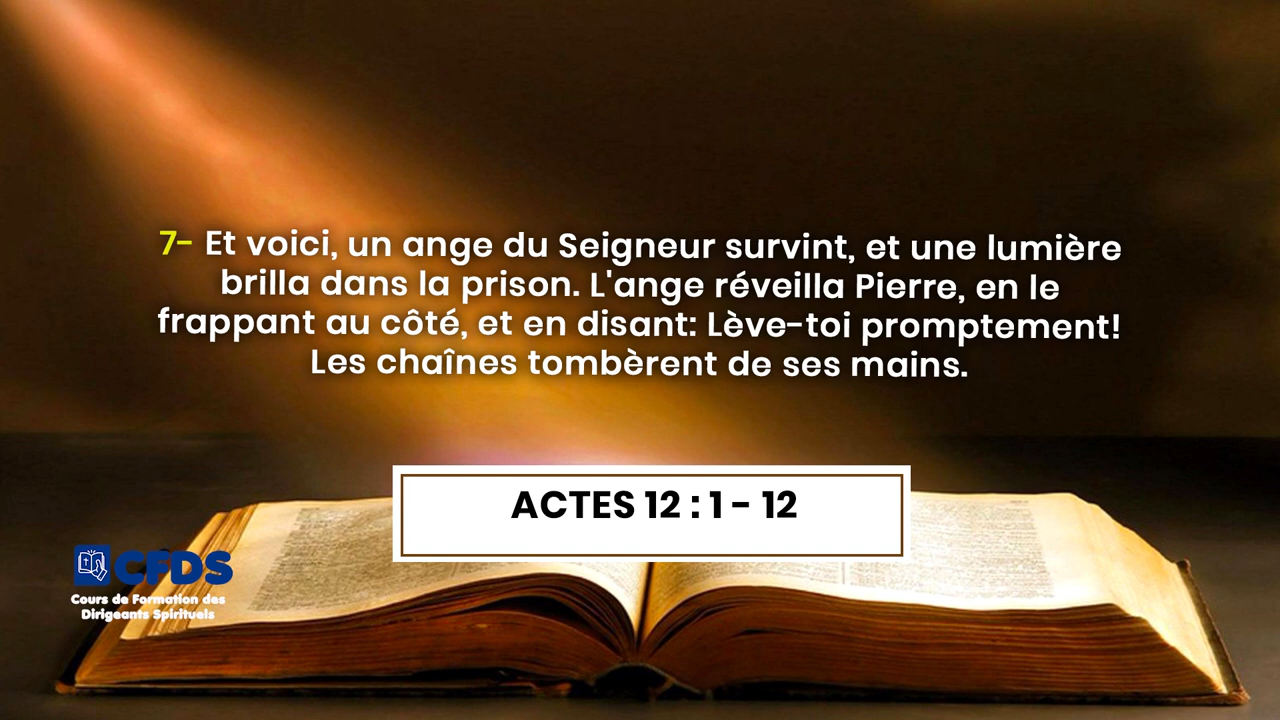 7- Et voici, un ange du Seigneur survint, et une lumière
brilla dans la prison. L'ange réveilla Pierre, en le
frappant au côté, et en disant: Lève-toi promptement!
Les chaînes tombèrent de ses mains.
ACTES 12 : 1 - 12
CFDS
Cours de Formation des
Dirigeants Spirituels